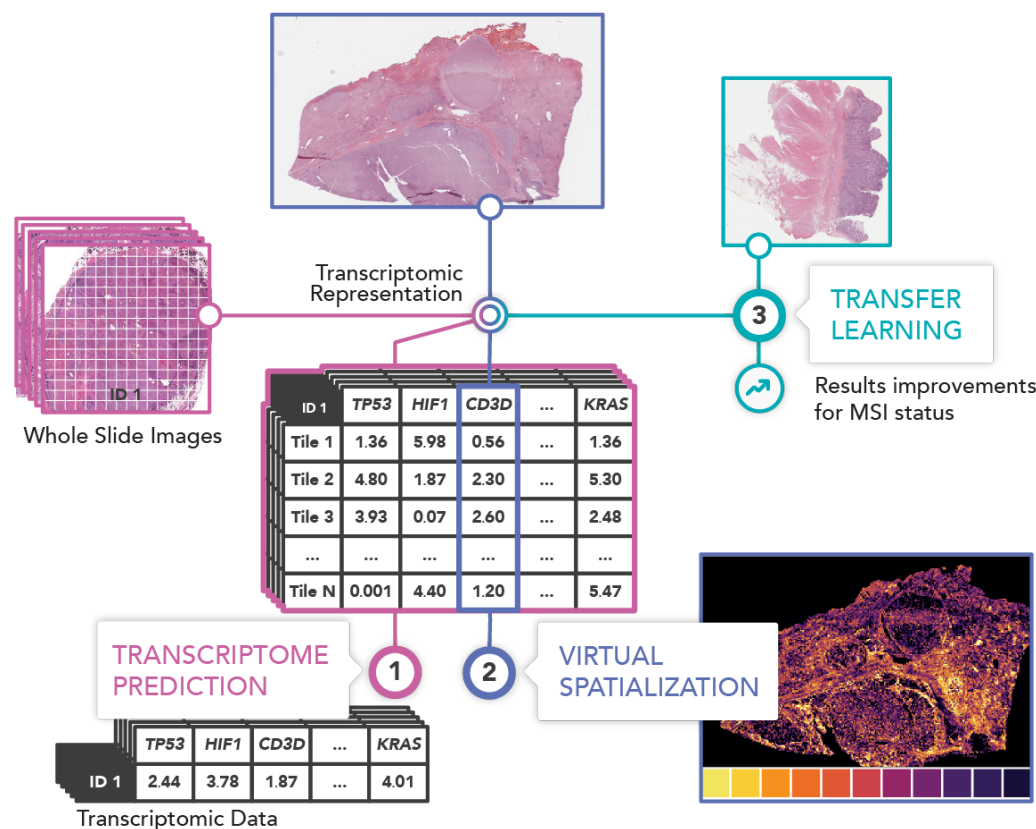 Transcriptomic
Representation
3
TRANSFER
LEARNING
Results improvements
for MSI status
ID 1
Whole Slide Images
ID 1 TP53 HIF1 CD3D ... KRAS
Tile 1 1.36 5.98 0.56 ... 1.36
Tile 2 4.80 1.87 2.30 ... 5.30
Tile 3 3.93 0.07 2.60 ... 2.48
... ... ... ... ...
Tile N 0.001 4.40 1.20 ... 5.47
TRANSCRIPTOME
PREDICTION
1
2
VIRTUAL
SPATIALIZATION
TP53 HIF1 CD3D ... KRAS
ID 1 2.44 3.78 1.87 ... 4.01
Transcriptomic Data